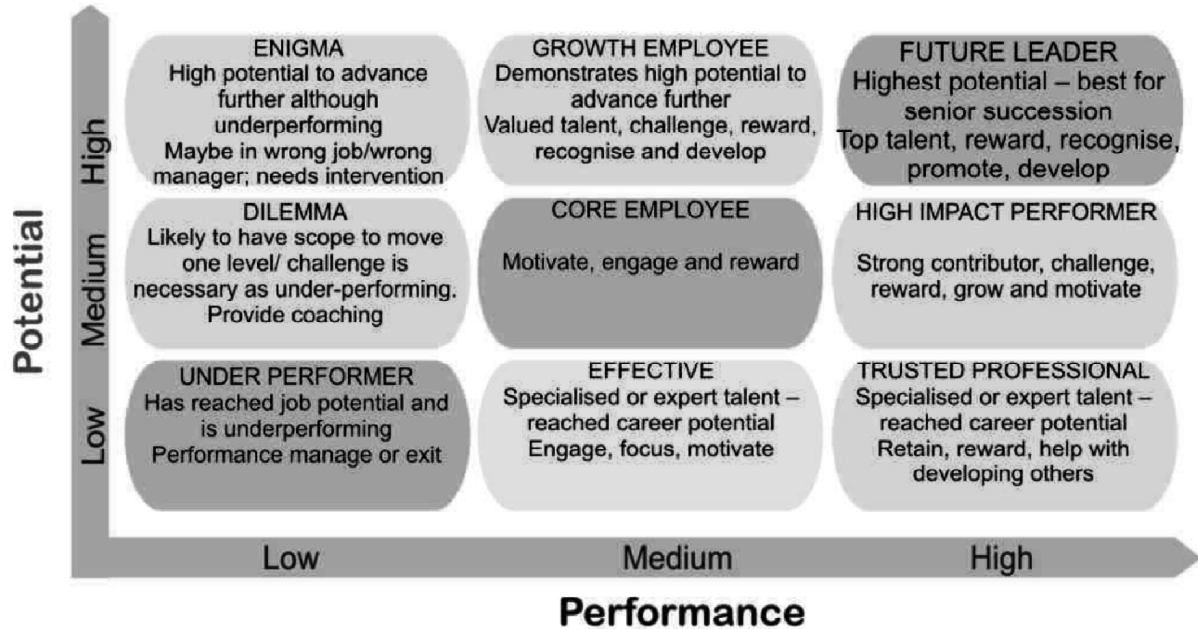 ENIGMA
High potential to advance
further although
underperforming
Maybe in wrong job/wrong
manager; needs intervention
GROWTH EMPLOYEE
Demonstrates high potential to
advance further
Valued talent, challenge, reward,
recognise and develop
FUTURE LEADER
Highest potential – best for
senior succession
Top talent, reward, recognise,
promote, develop
High
DILEMMA
Likely to have scope to move
one level/ challenge is
necessary as under-performing.
Provide coaching
CORE EMPLOYEE
Motivate, engage and reward
HIGH IMPACT PERFORMER
Strong contributor, challenge,
reward, grow and motivate
Medium
Potential
UNDER PERFORMER
Has reached job potential and
is underperforming
Performance manage or exit
EFFECTIVE
Specialised or expert talent –
reached career potential
Engage, focus, motivate
TRUSTED PROFESSIONAL
Specialised or expert talent –
reached career potential
Retain, reward, help with
developing others
Low
Low
Medium
High
Performance